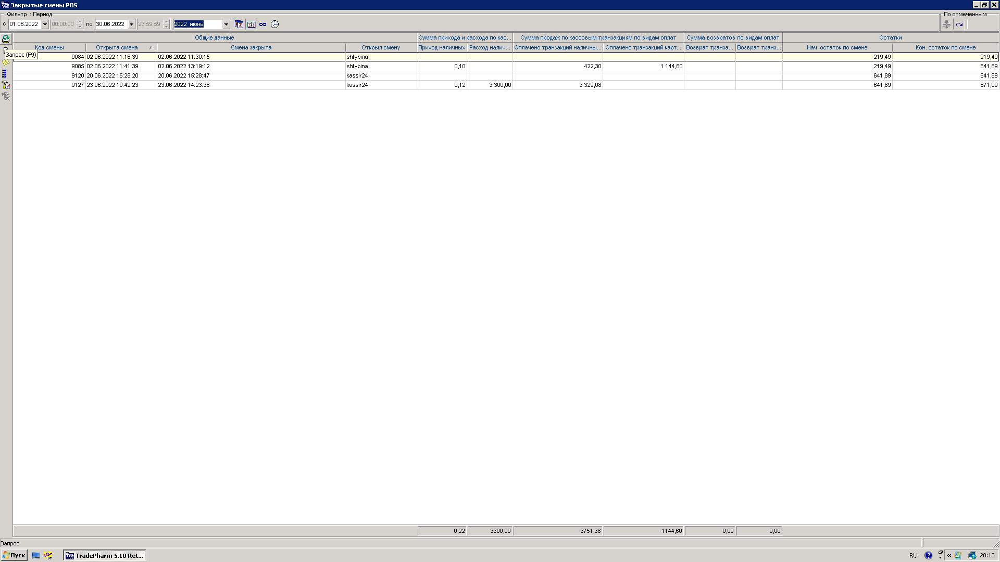 Закрытые смены POS
Фильтр : Период
По отмеченным
с 01.06.2022 00:00:00 по 30.06.2022 23:59:59 2022 июнь
Общие данные Сумма прихода и расхода по кас... Сумма продаж по кассовым транзакциям по видам оплат Сумма возвратов по видам оплат Остатки
Код смены Открыта смена Смена закрыта Открыл смену Приход наличных Расход налич... Оплачено транзакций наличны... Оплачено транзакций карт... Возврат транза... Возврат транз... Нач. остаток по смене Кон. остаток по смене
Запрос (F9)
9084 02.06.2022 11:16:39 02.06.2022 11:30:15 shtybina 219,49 219,49
9085 02.06.2022 11:41:39 02.06.2022 13:19:12 shtybina 0,10 422,30 1 144,60 219,49 641,89
9120 20.06.2022 15:28:20 20.06.2022 15:28:47 kassir24 641,89 641,89
9127 23.06.2022 10:42:23 23.06.2022 14:23:38 kassir24 0,12 3 300,00 3 329,08 641,89 671,09
0,22 3300,00 3751,38 1144,60 0,00 0,00
Запрос
Пуск TradePharm 5.10 Ret... RU « 20:13